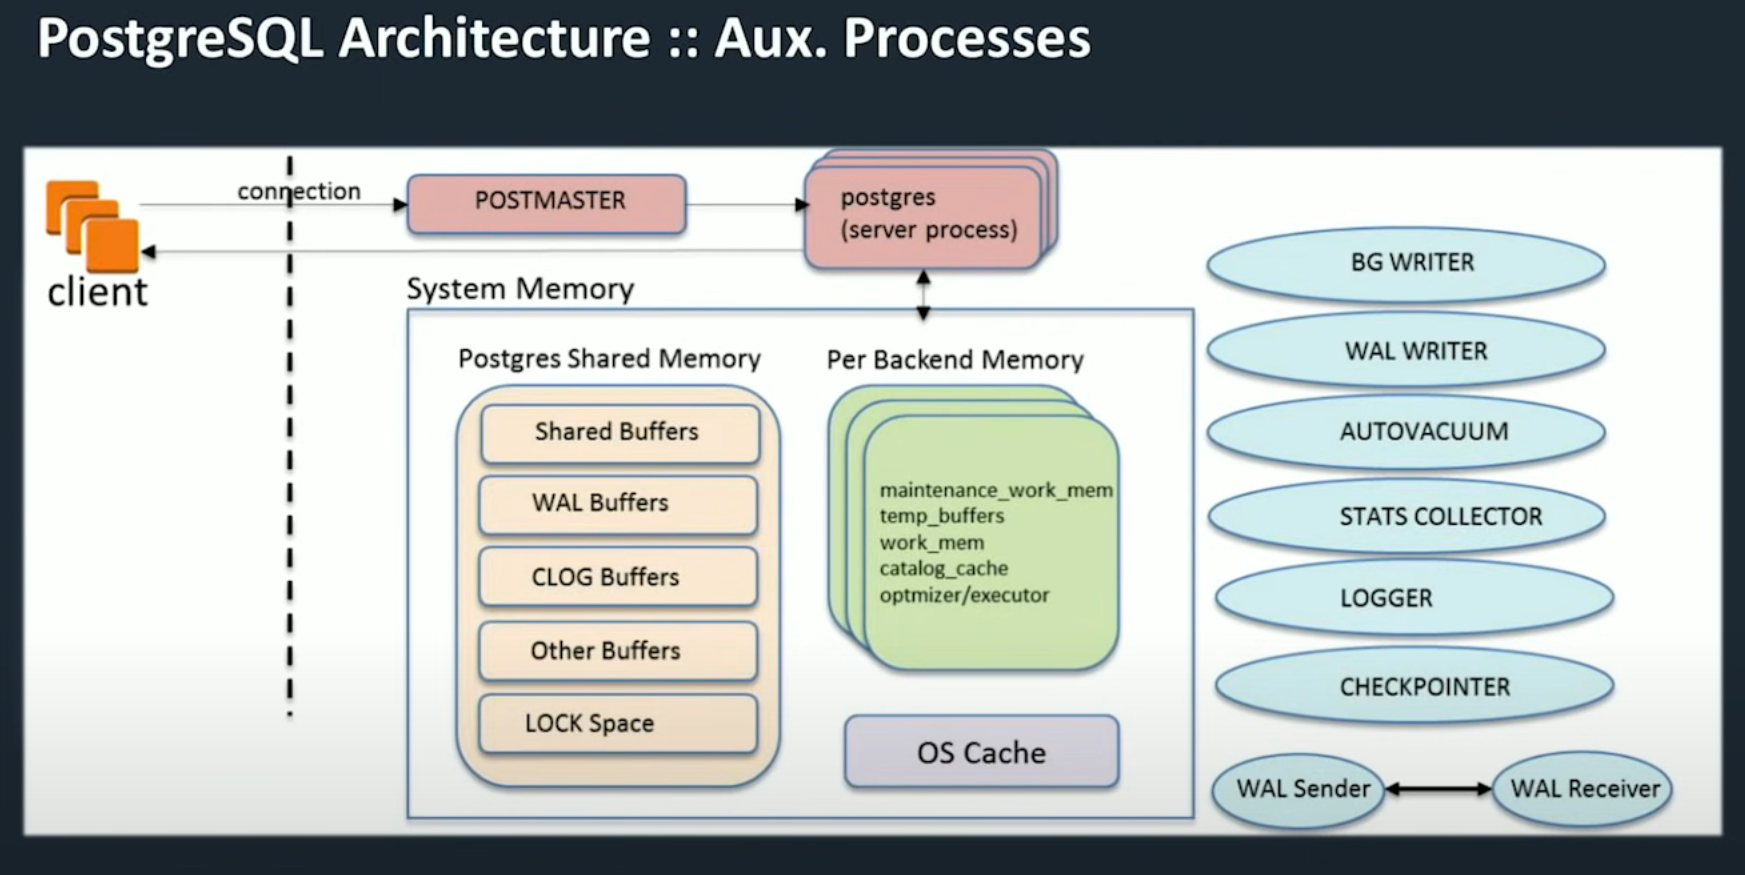 PostgreSQL Architecture :: Aux. Processes
connection
client
POSTMASTER
postgres
(server process)
System Memory
Postgres Shared Memory
Shared Buffers
WAL Buffers
CLOG Buffers
Other Buffers
LOCK Space
Per Backend Memory
maintenance_work_mem
temp_buffers
work_mem
catalog_cache
optmizer/executor
OS Cache
BG WRITER
WAL WRITER
AUTOVACUUM
STATS COLLECTOR
LOGGER
CHECKPOINTER
WAL Sender
WAL Receiver